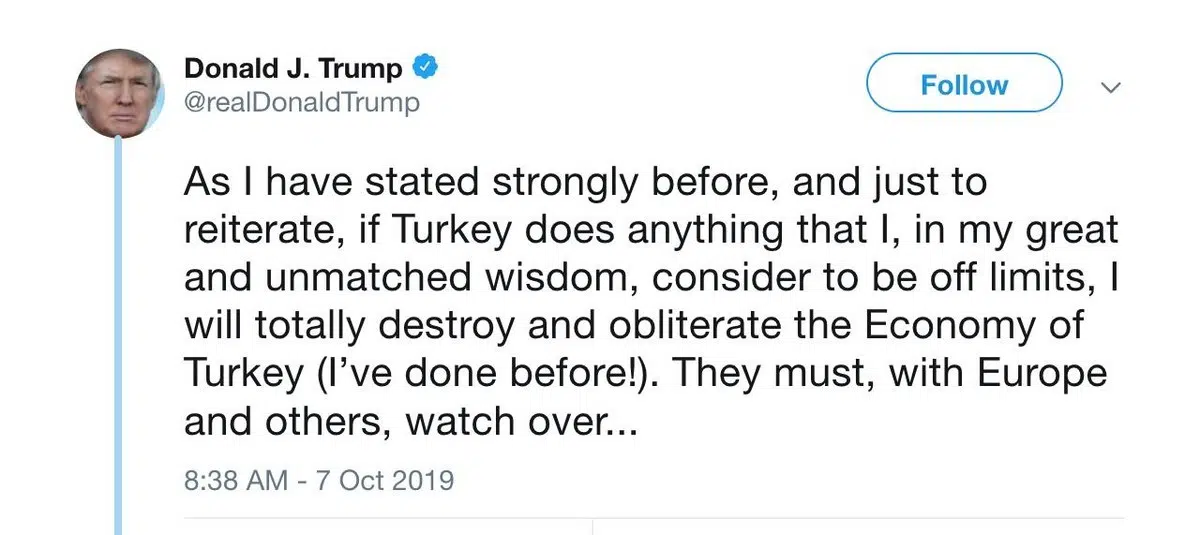 Donald J. Trump
@realDonaldTrump
Follow
As I have stated strongly before, and just to
reiterate, if Turkey does anything that I, in my great
and unmatched wisdom, consider to be off limits, I
will totally destroy and obliterate the Economy of
Turkey (I’ve done before!). They must, with Europe
and others, watch over...
8:38 AM - 7 Oct 2019